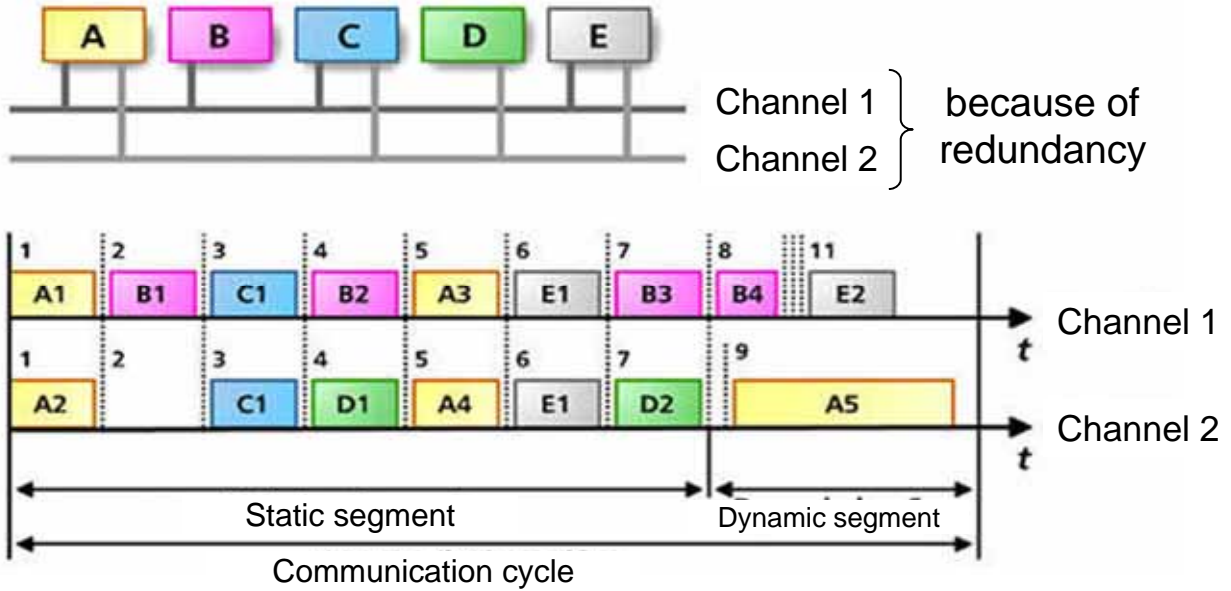 A B C D E
Channel 1
Channel 2
because of
redundancy
1 2 3 4 5 6 7 8 11
A1 B1 C1 B2 A3 E1 B3 B4 E2
Channel 1
t
1 2 3 4 5 6 7 9
A2 C1 D1 A4 E1 D2 A5
Channel 2
t
Static segment
Dynamic segment
Communication cycle